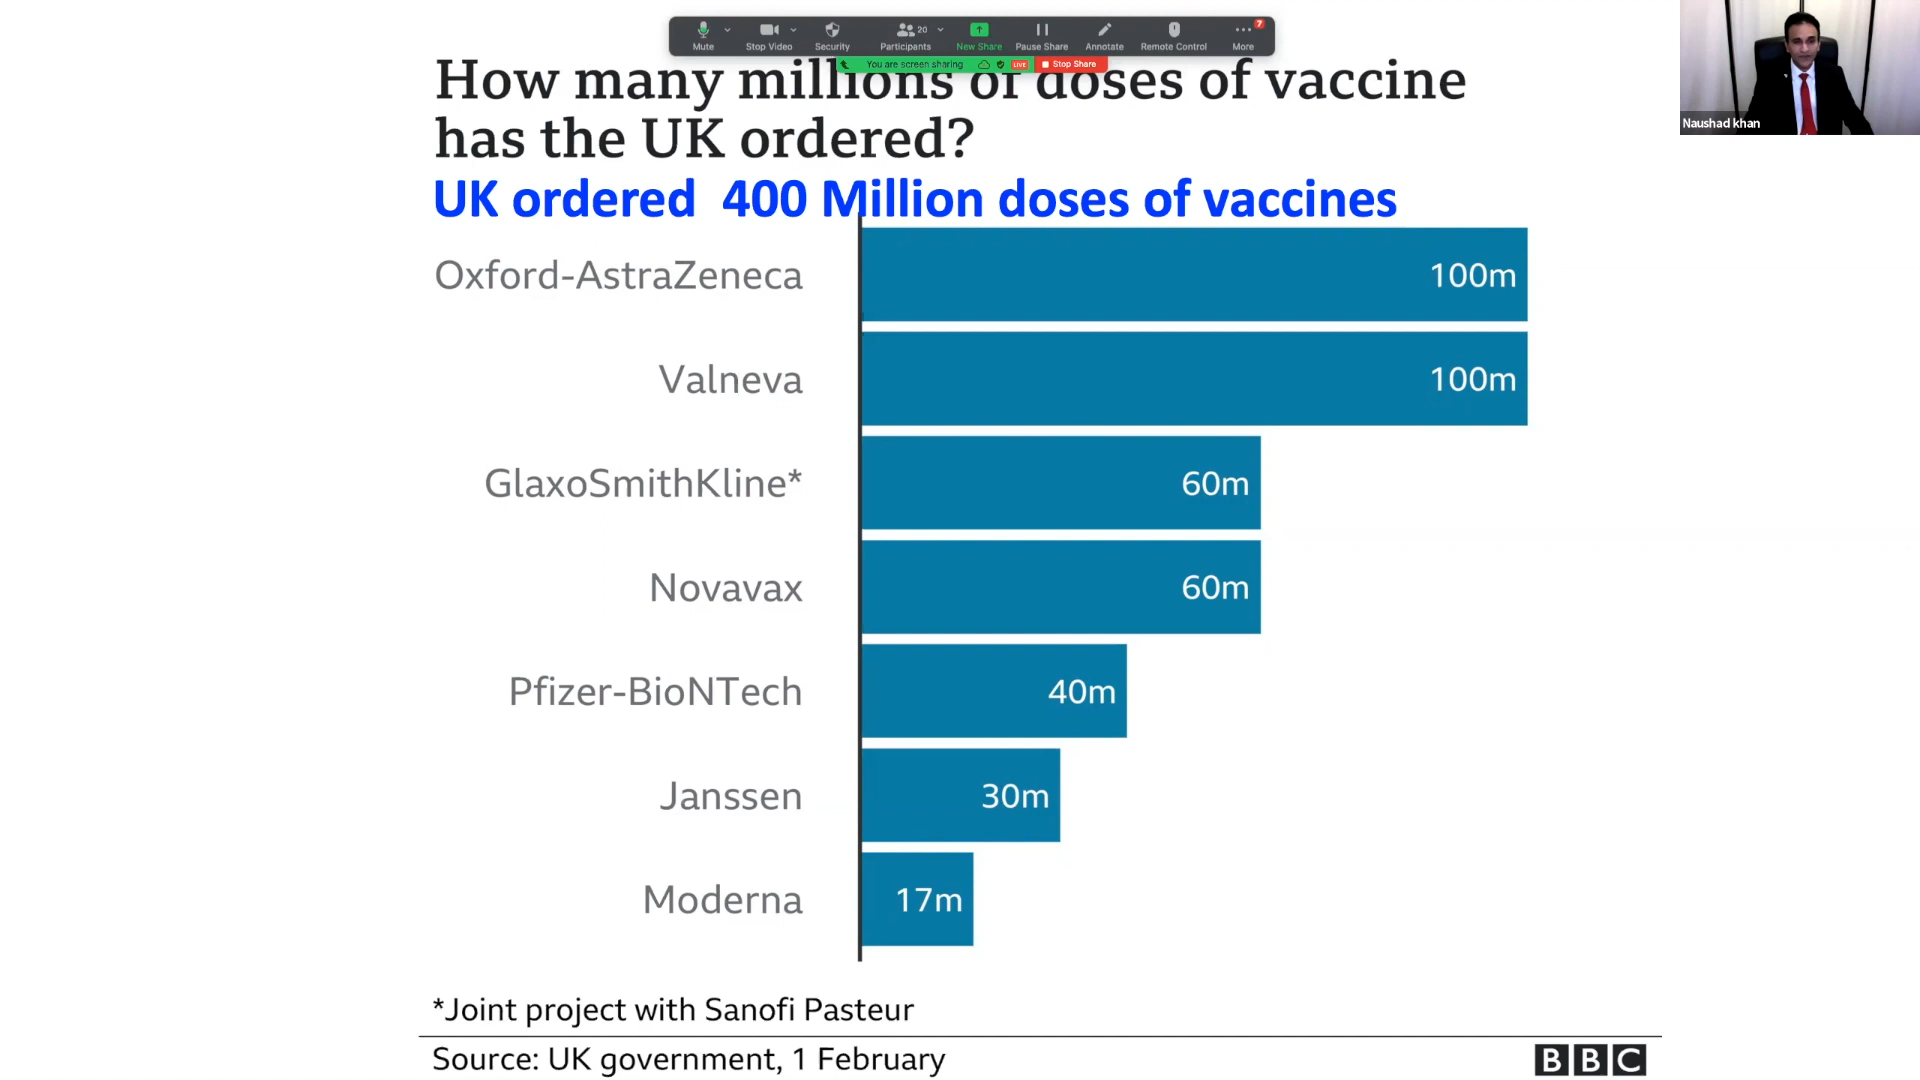 Mute
Stop Video
Security
Participants
20
New Share
Pause Share
Annotate
Remote Control
More
7
You are screen sharing
LIVE
Stop Share
Naushad khan
How many millions of doses of vaccine
has the UK ordered?
UK ordered 400 Million doses of vaccines
Oxford-AstraZeneca 100m
Valneva 100m
GlaxoSmithKline* 60m
Novavax 60m
Pfizer-BioNTech 40m
Janssen 30m
Moderna 17m
*Joint project with Sanofi Pasteur
Source: UK government, 1 February
BBC